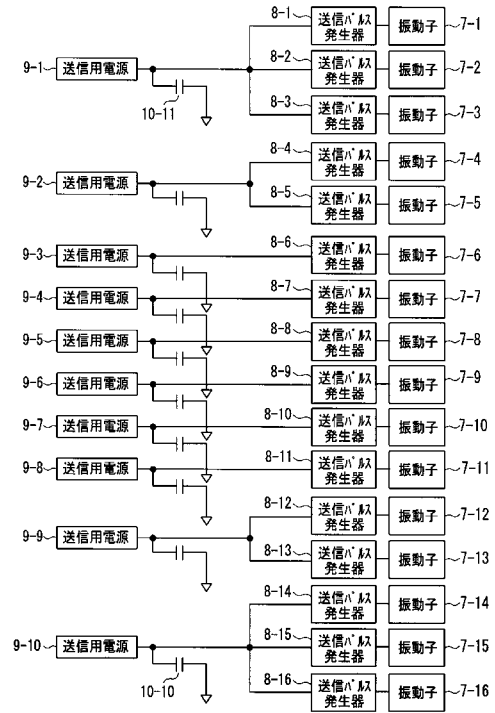 8-1 送信パルス発生器 振動子 7-1
9-1 送信用電源 8-2 送信パルス発生器 振動子 7-2
10-11 8-3 送信パルス発生器 振動子 7-3
8-4 送信パルス発生器 振動子 7-4
9-2 送信用電源 8-5 送信パルス発生器 振動子 7-5
9-3 送信用電源 8-6 送信パルス発生器 振動子 7-6
9-4 送信用電源 8-7 送信パルス発生器 振動子 7-7
9-5 送信用電源 8-8 送信パルス発生器 振動子 7-8
9-6 送信用電源 8-9 送信パルス発生器 振動子 7-9
9-7 送信用電源 8-10 送信パルス発生器 振動子 7-10
9-8 送信用電源 8-11 送信パルス発生器 振動子 7-11
8-12 送信パルス発生器 振動子 7-12
9-9 送信用電源 8-13 送信パルス発生器 振動子 7-13
8-14 送信パルス発生器 振動子 7-14
9-10 送信用電源 8-15 送信パルス発生器 振動子 7-15
10-10 8-16 送信パルス発生器 振動子 7-16